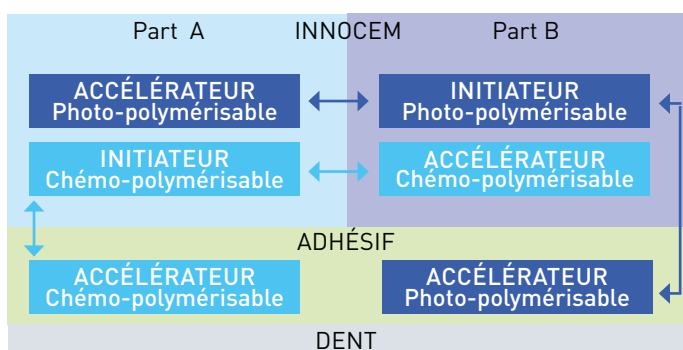 Part A INNOCEM Part B
ACCÉLÉRATEUR
Photo-polymérisable
INITIATEUR
Photo-polymérisable
INITIATEUR
Chémo-polymérisable
ACCÉLÉRATEUR
Chémo-polymérisable
ADHÉSIF
ACCÉLÉRATEUR
Chémo-polymérisable
ACCÉLÉRATEUR
Photo-polymérisable
DENT